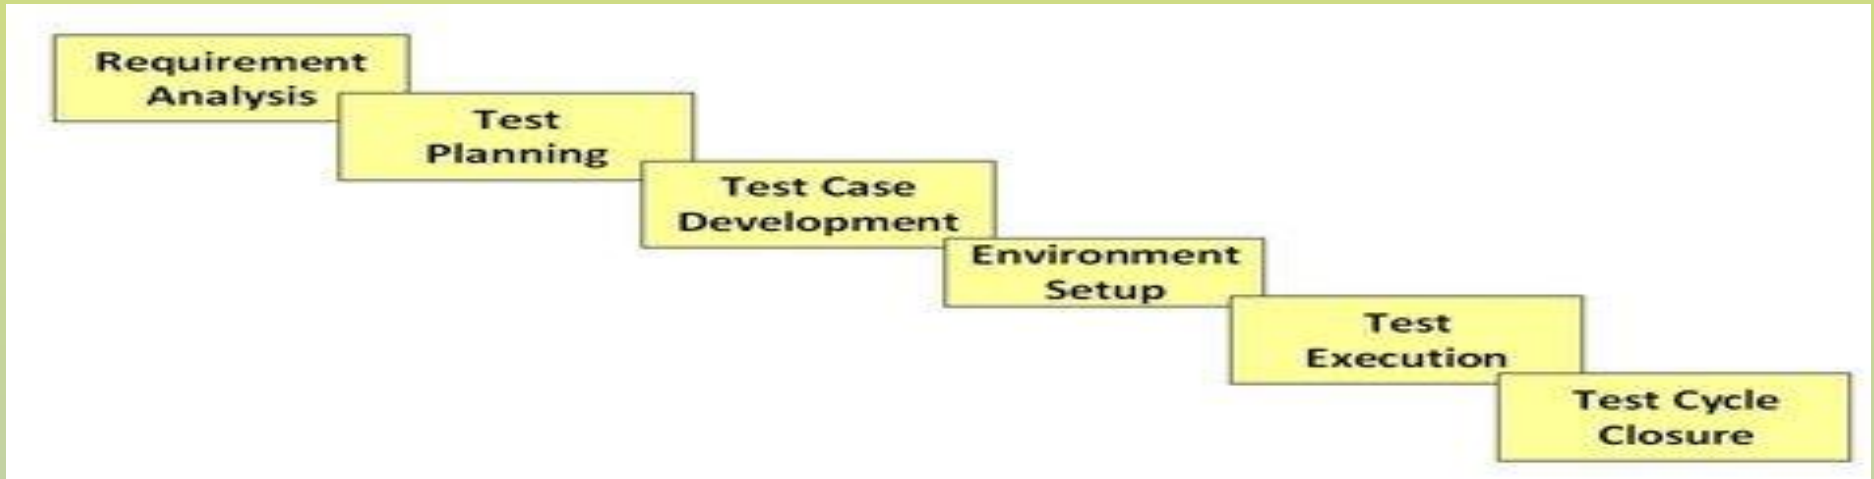 Requirement
Analysis
Test
Planning
Test Case
Development
Environment
Setup
Test
Execution
Test Cycle
Closure